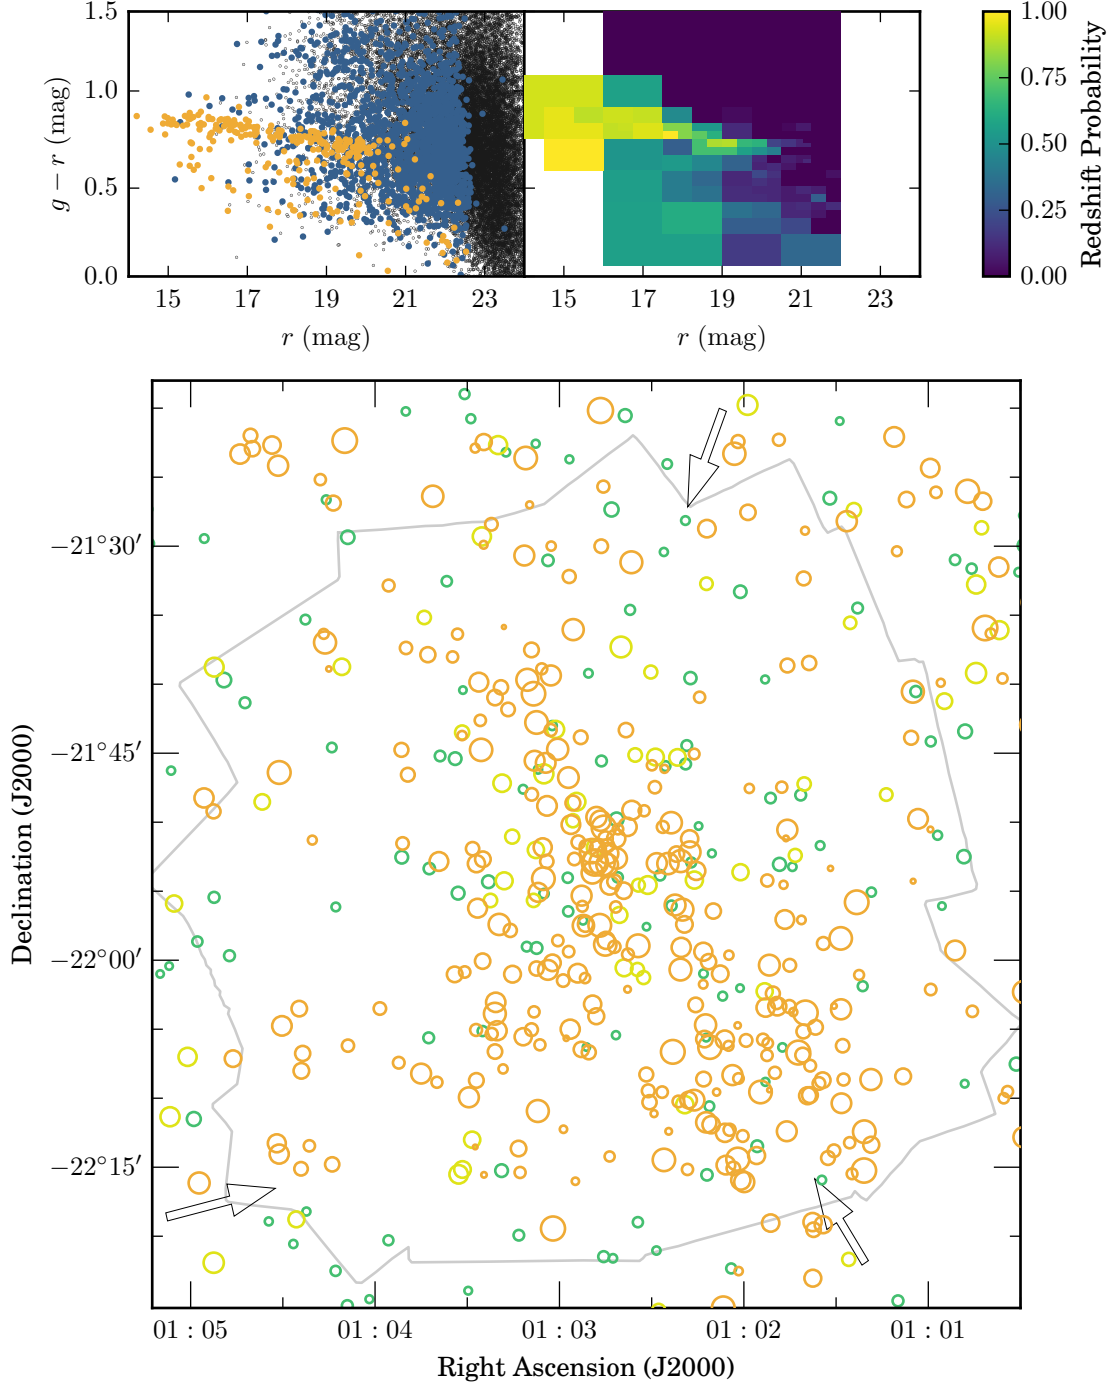 1.5
1.0
0.5
0.0
g − r (mag)
15 17 19 21 23
r (mag)
15 17 19 21 23
r (mag)
1.00
0.75
0.50
0.25
0.00
Redshift Probability
−21°30′
−21°45′
−22°00′
−22°15′
Declination (J2000)
01 : 05 01 : 04 01 : 03 01 : 02 01 : 01
Right Ascension (J2000)